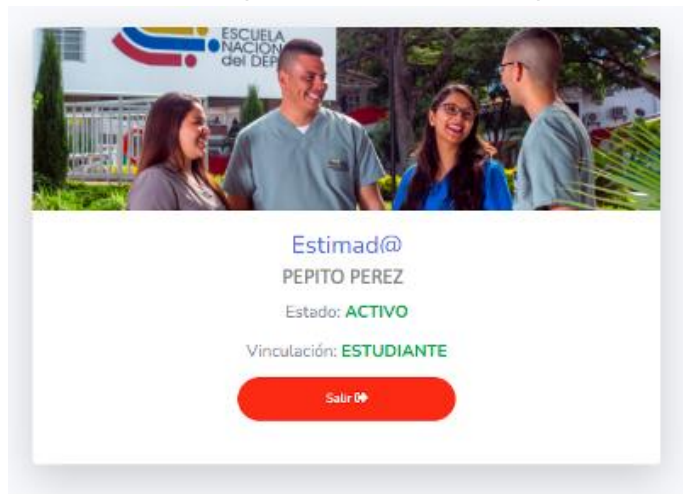 ESCUELA
NACION
del DEP
Estimad@
PEPITO PEREZ
Estado: ACTIVO
Vinculación: ESTUDIANTE
Salir